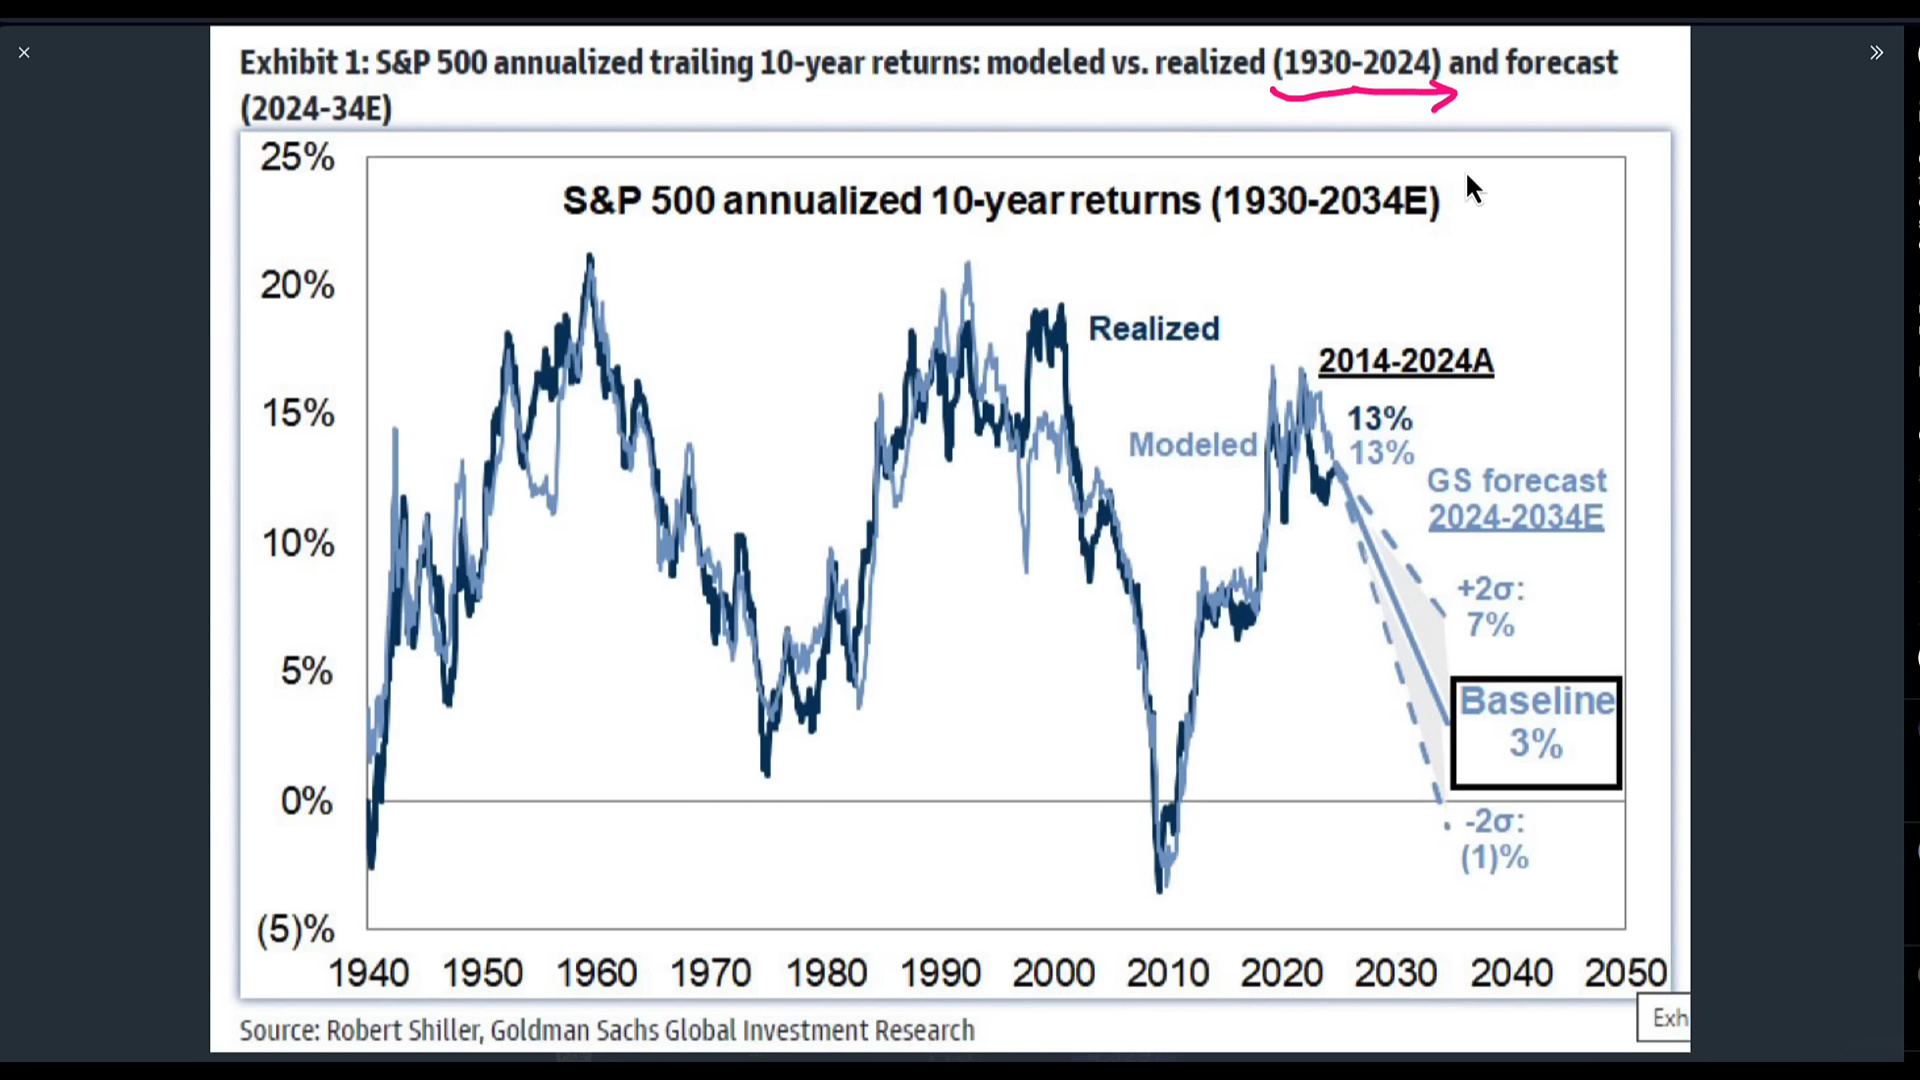 Exhibit 1: S&P 500 annualized trailing 10-year returns: modeled vs. realized (1930-2024) and forecast
(2024-34E)
S&P 500 annualized 10-year returns (1930-2034E)
25%
20%
15%
10%
5%
0%
(5)%
Realized
Modeled
2014-2024A
13%
13%
GS forecast
2024-2034E
+2σ:
7%
Baseline
3%
-2σ:
(1)%
1940 1950 1960 1970 1980 1990 2000 2010 2020 2030 2040 2050
Source: Robert Shiller, Goldman Sachs Global Investment Research
Exh